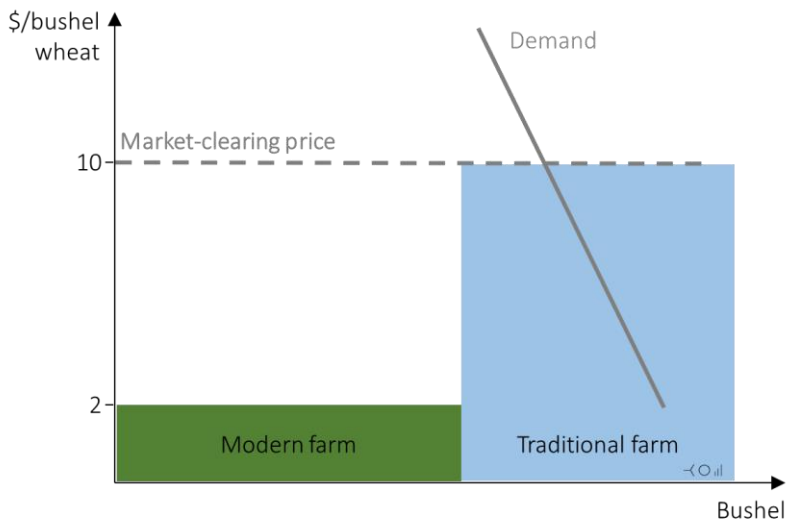 $/bushel
wheat
Demand
Market-clearing price
10
2
Modern farm
Traditional farm
Bushel